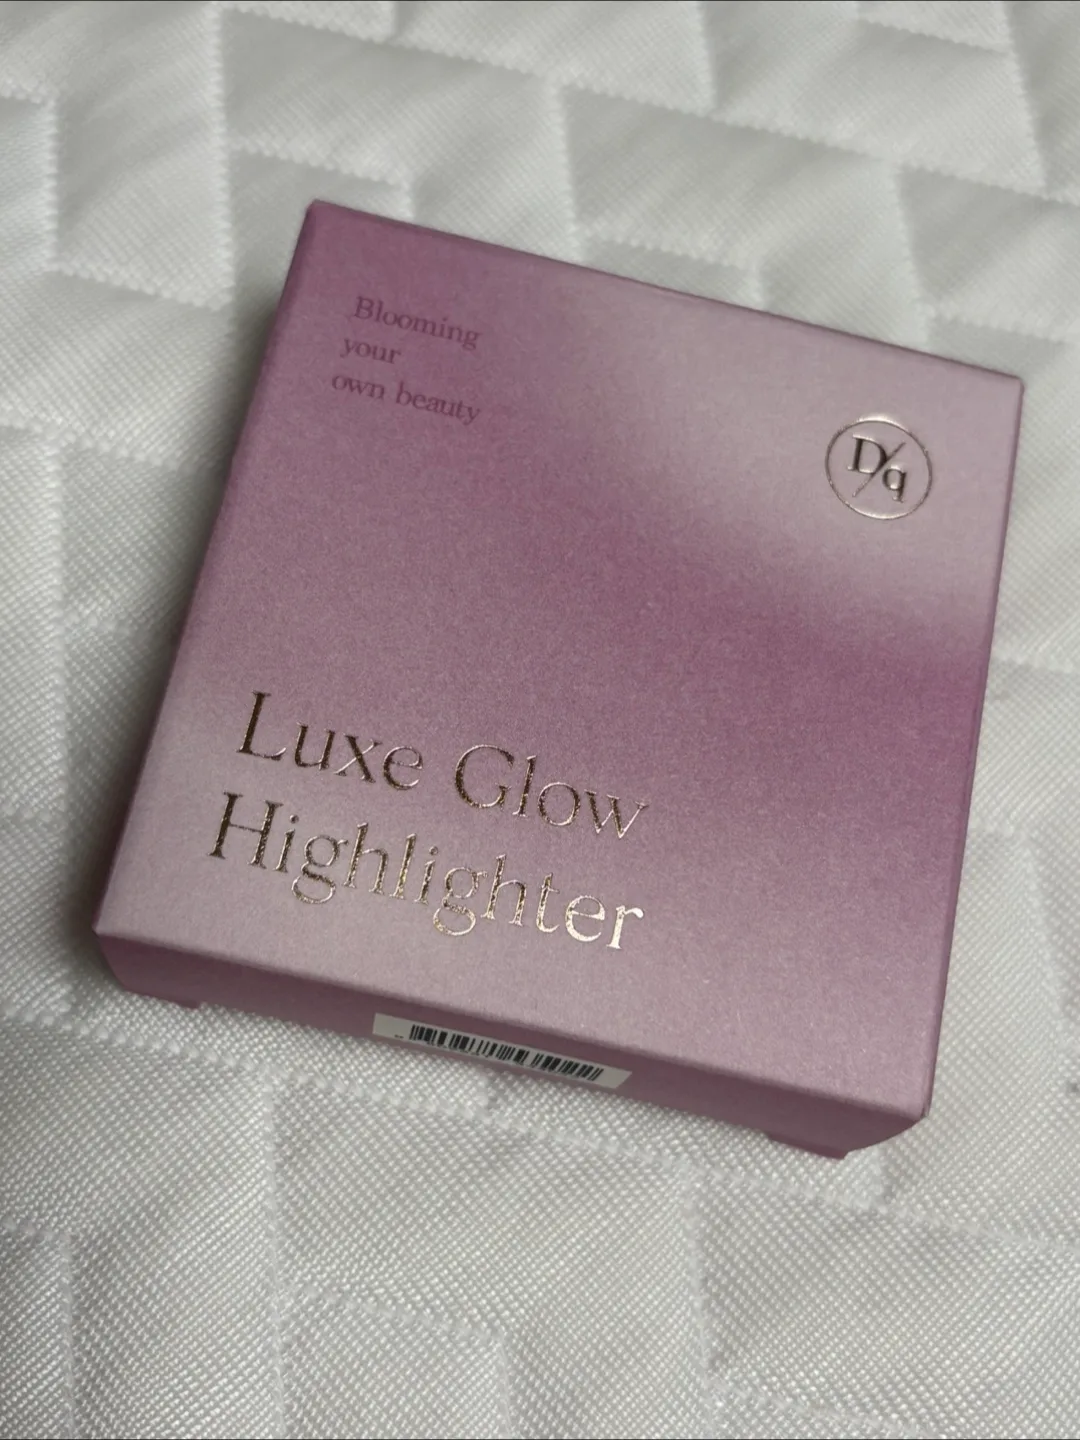 Blooming
your
own beauty
D/q
Luxe Glow
Highlighter